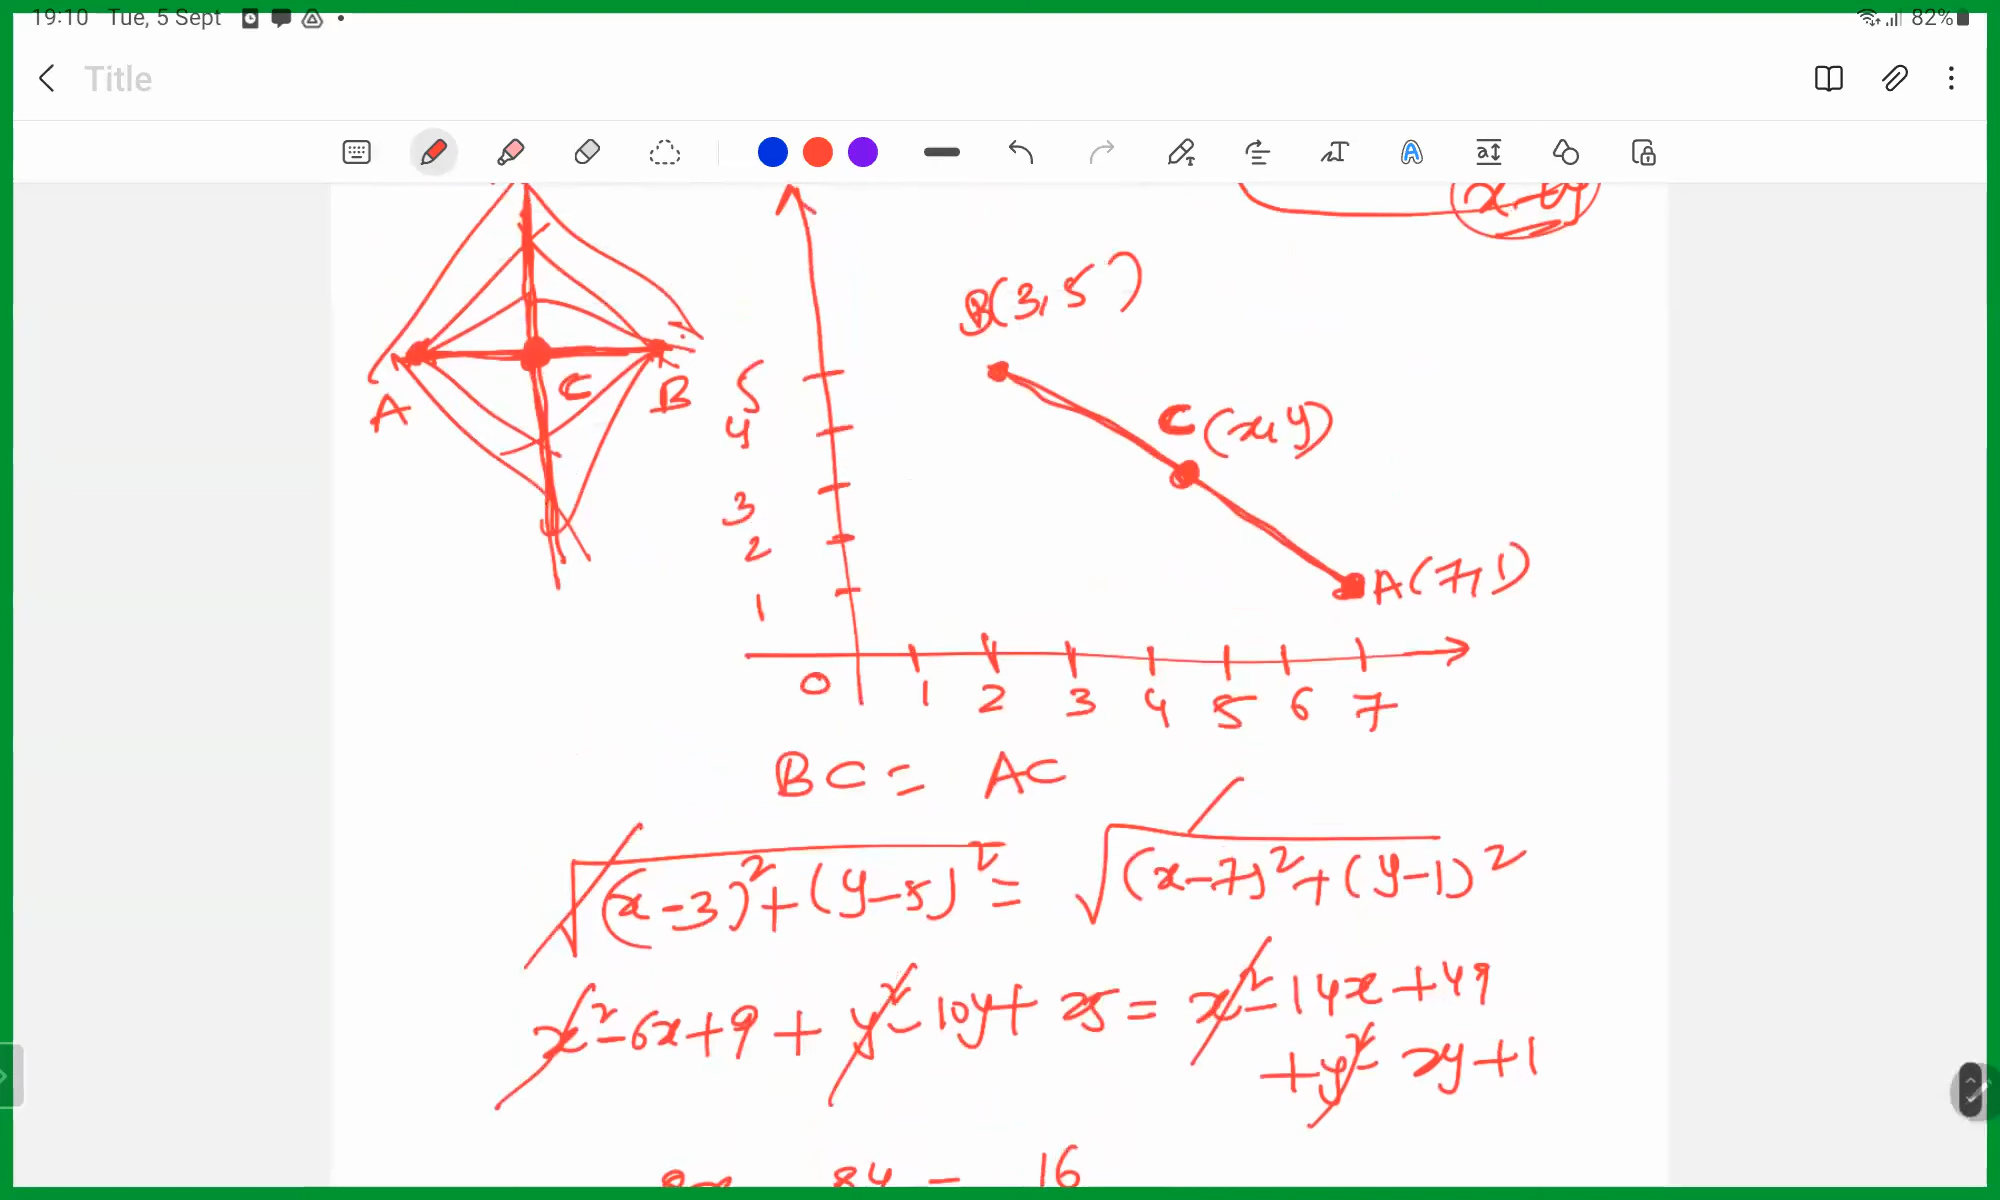 19:10 Tue, 5 Sept 82%
Title
B(3, 5)
C (x, y)
A C B
5
4
3
2
1
A(7, 1)
0 1 2 3 4 5 6 7
BC = AC
√(x-3)²+(y-5)² = √(x-7)²+(y-1)²
x²-6x+9 + y²-10y+25 = x²-14x+49
+y²-2y+1
16